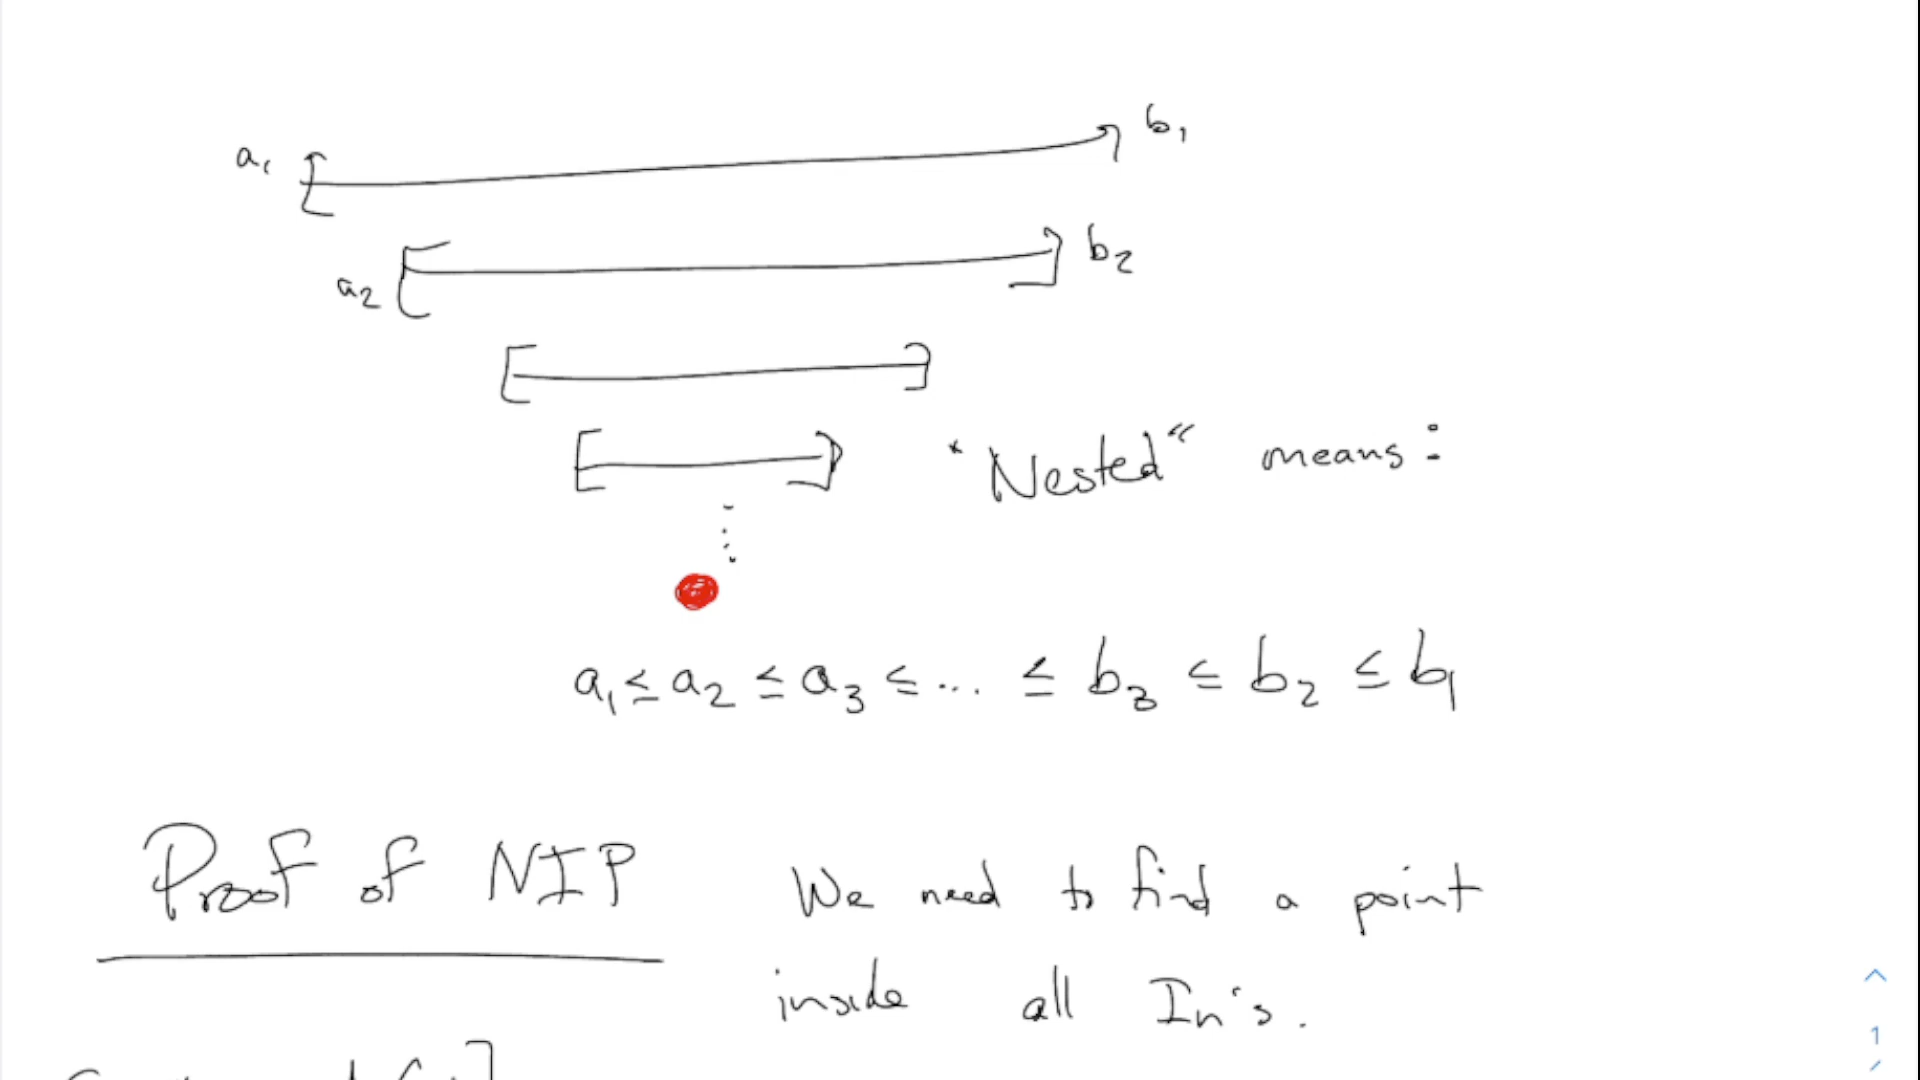 a₁ b₁
a₂ b₂
"Nested" means:
⋮
a₁ ≤ a₂ ≤ a₃ ≤ ... ≤ b₃ ≤ b₂ ≤ b₁
Proof of NIP We need to find a point
inside all In's.
1